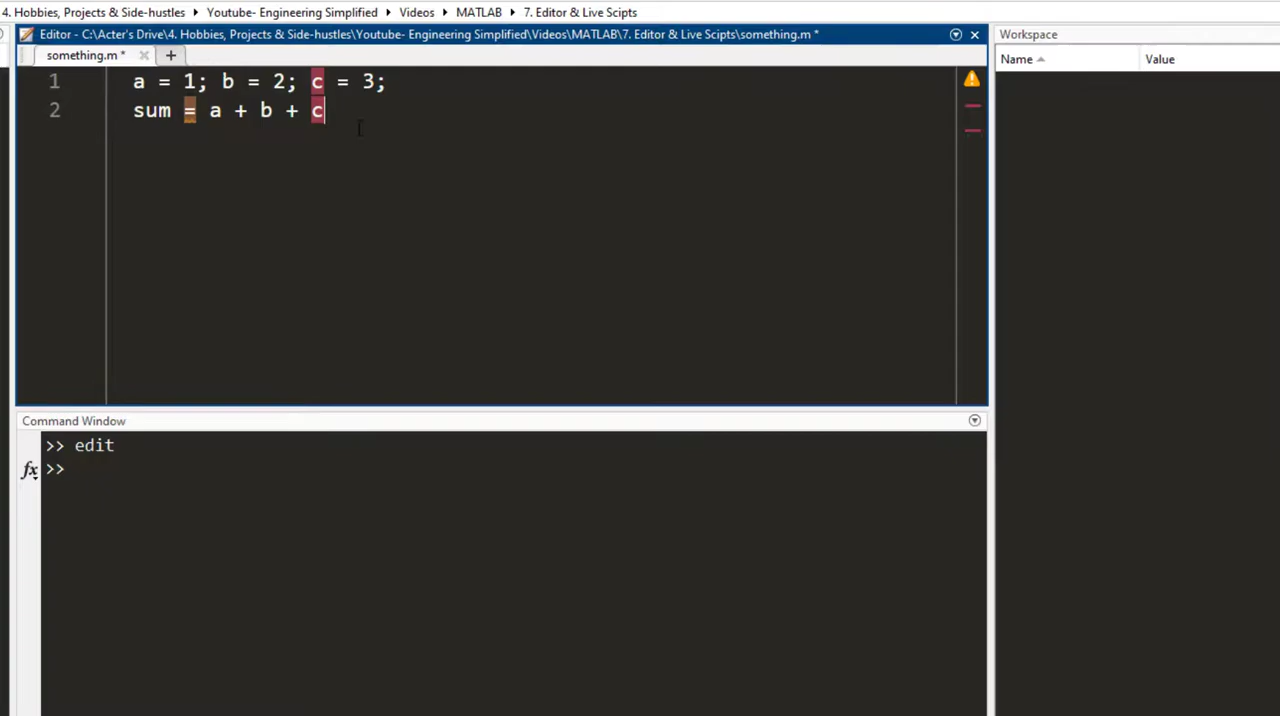 4. Hobbies, Projects & Side-hustles ▸ Youtube- Engineering Simplified ▸ Videos ▸ MATLAB ▸ 7. Editor & Live Scipts
Editor - C:\Acter's Drive\4. Hobbies, Projects & Side-hustles\Youtube- Engineering Simplified\Videos\MATLAB\7. Editor & Live Scipts\something.m *
something.m *
1 a = 1; b = 2; c = 3;
2 sum = a + b + c
Command Window
>> edit
fx >>
Workspace
Name Value